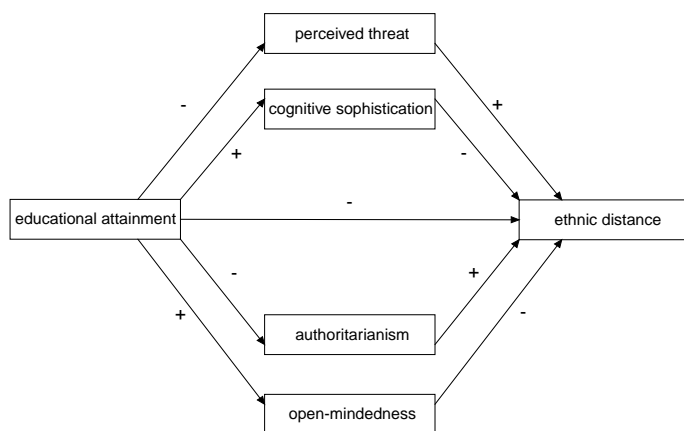 perceived threat
-
+
cognitive sophistication
+
-
educational attainment
-
ethnic distance
-
+
+
-
authoritarianism
open-mindedness